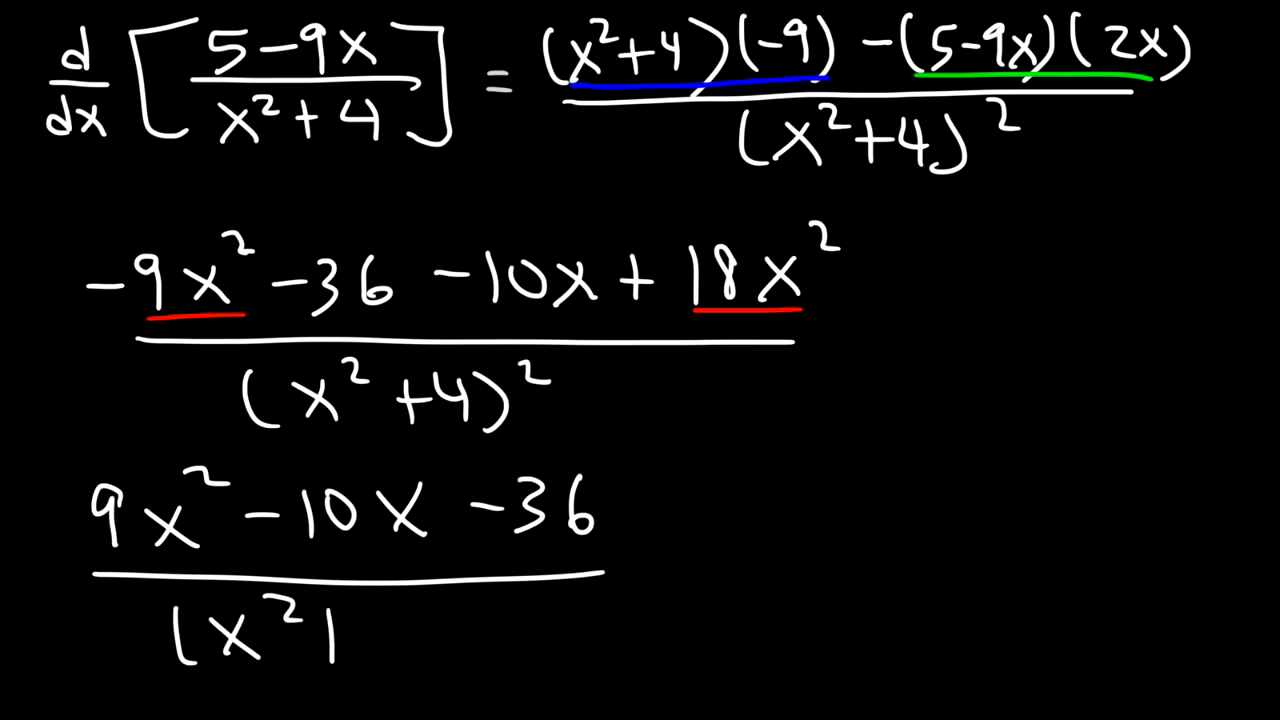 d/dx [(5-9x)/(x²+4)] = ((x²+4)(-9) -(5-9x)(2x))/(x²+4)²
(-9x² -36 -10x + 18x²)/(x²+4)²
(9x² -10x -36)/(x² |